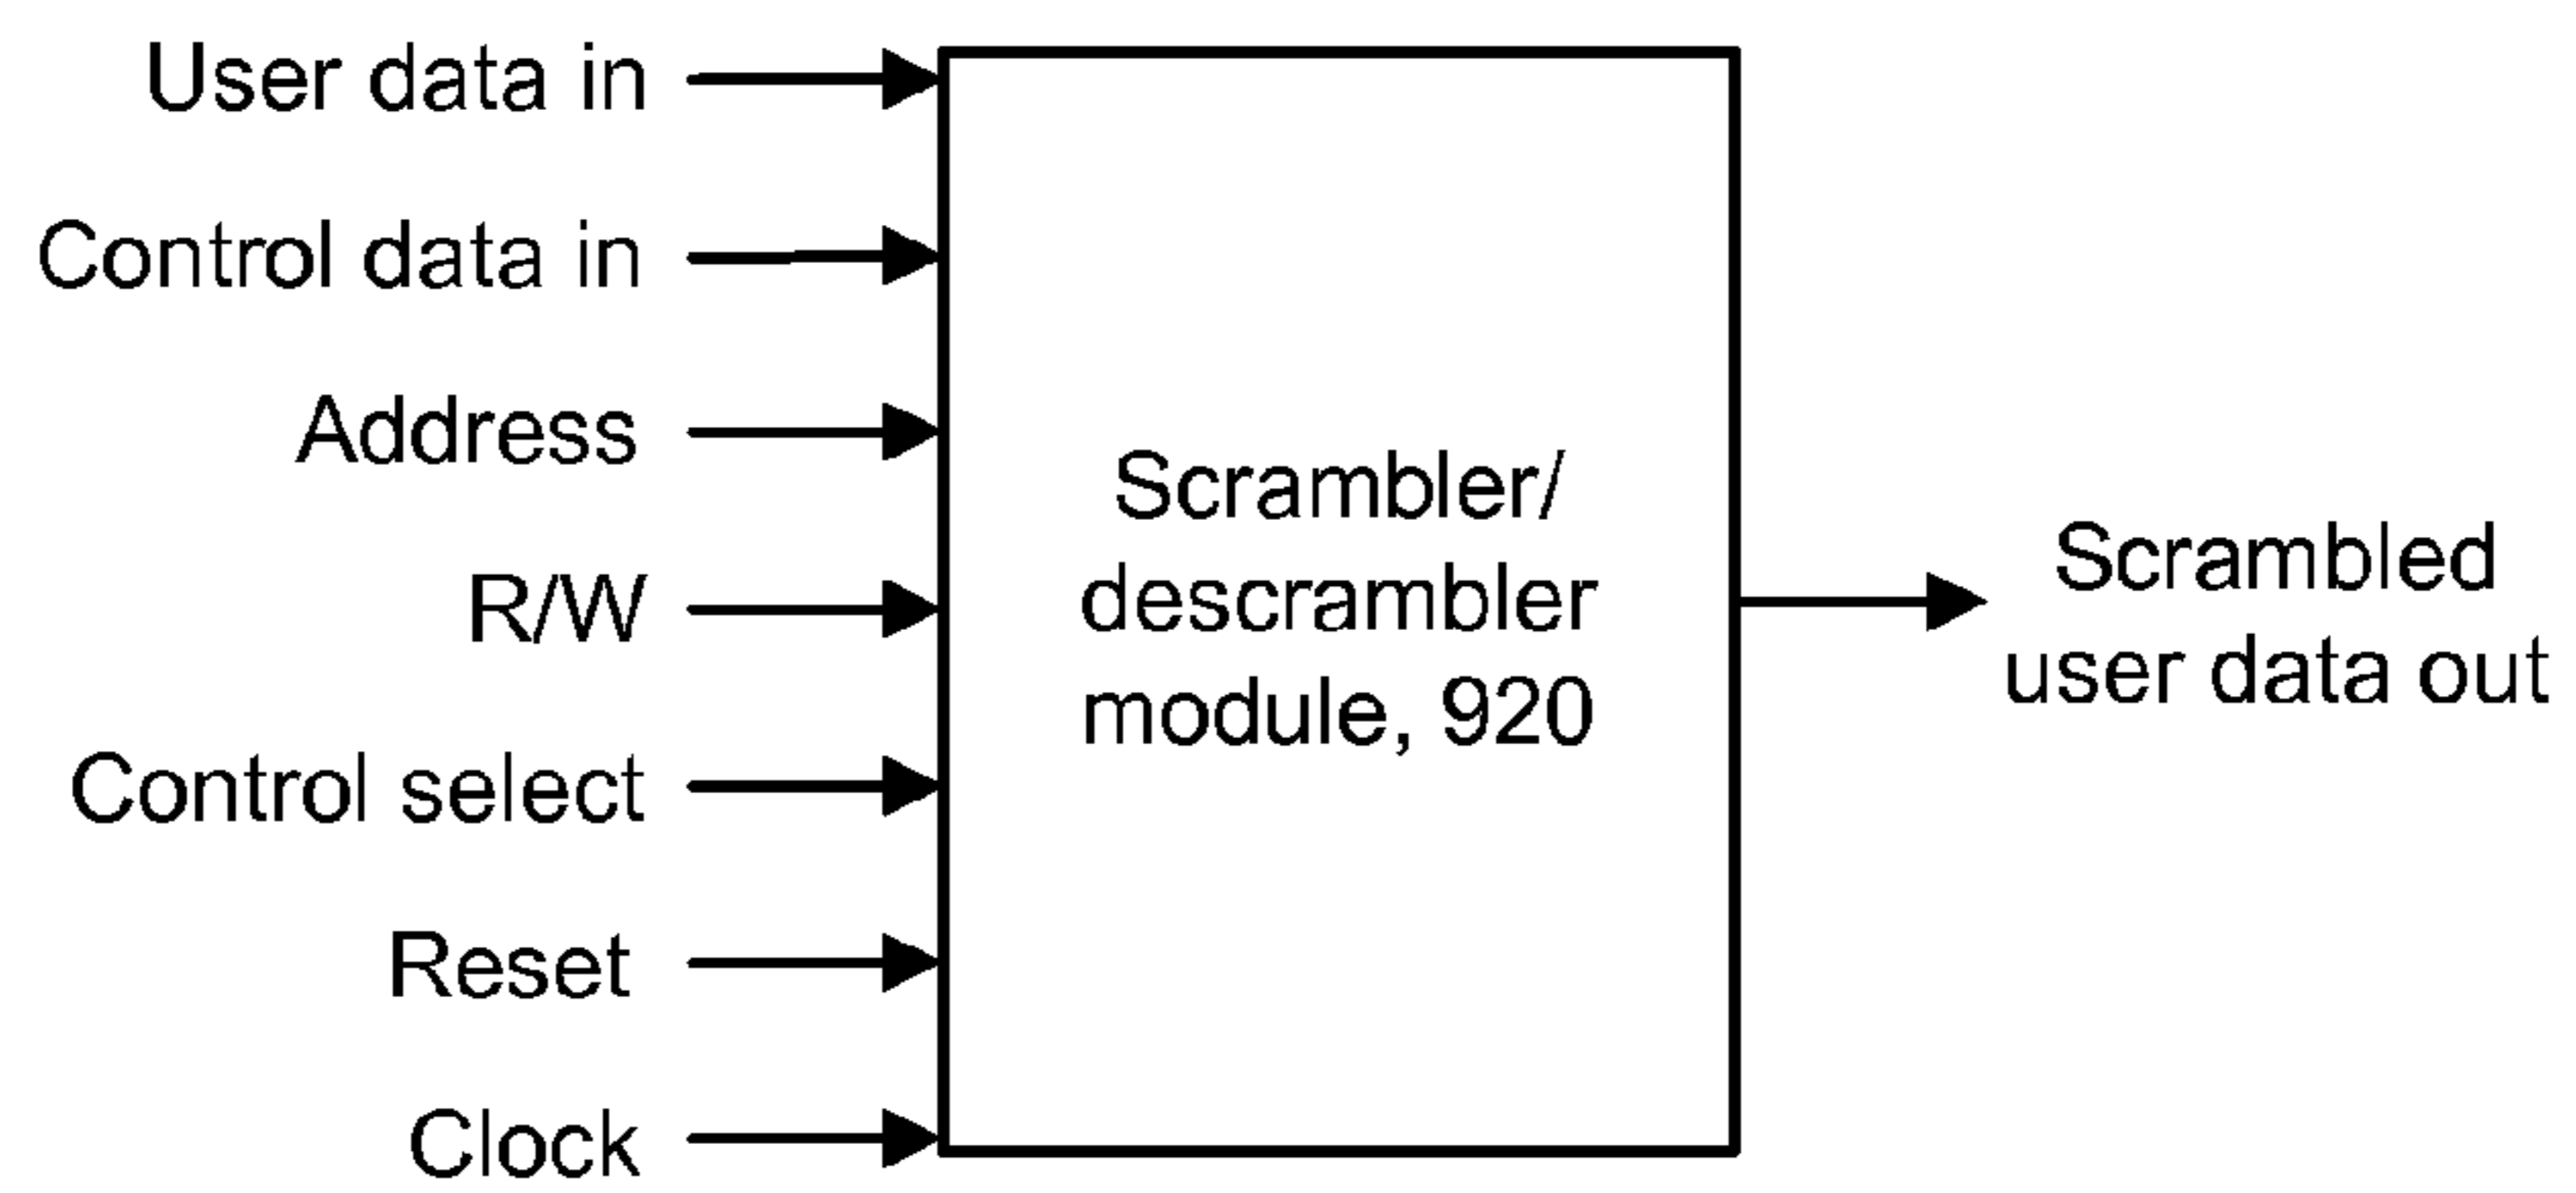 User data in
Control data in
Address
R/W
Control select
Reset
Clock
Scrambler/
descrambler
module, 920
Scrambled
user data out